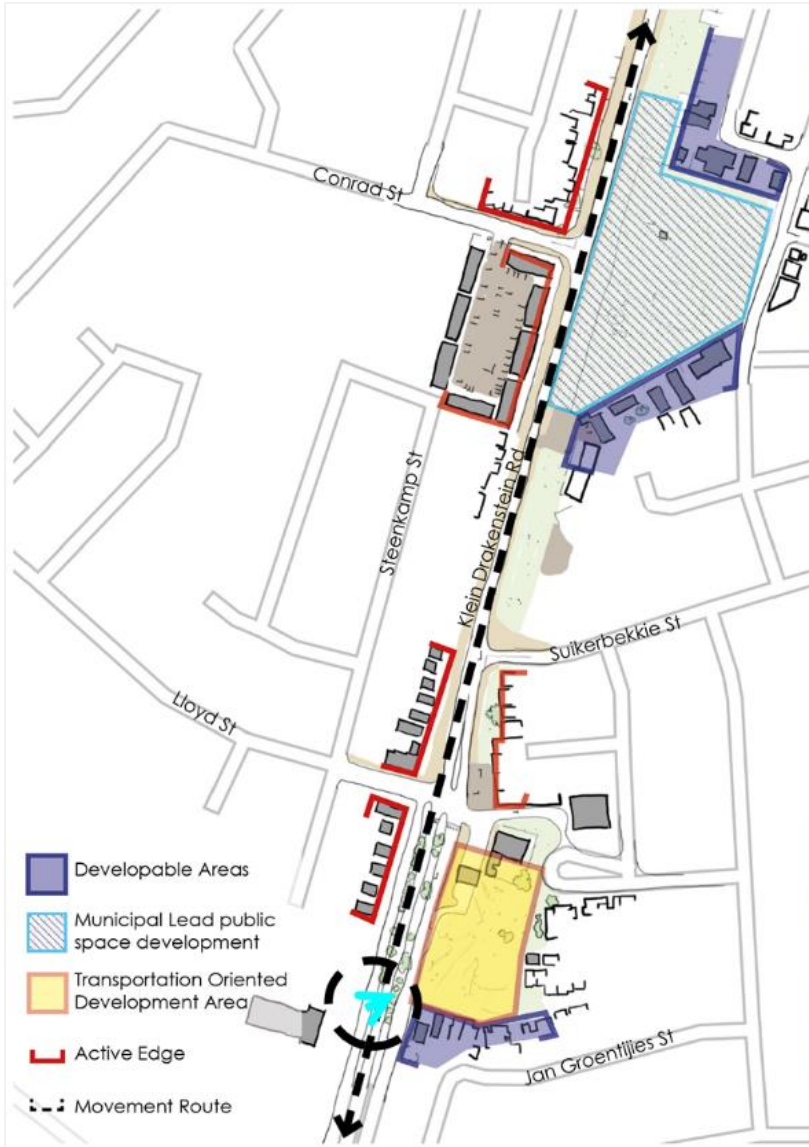 Conrad St
Klein Drakenstein Rd
Steenkamp St
Suikerbekkie St
Lloyd St
Developable Areas
Municipal Lead public
space development
Transportation Oriented
Development Area
Active Edge
Movement Route
Jan Groentijies St